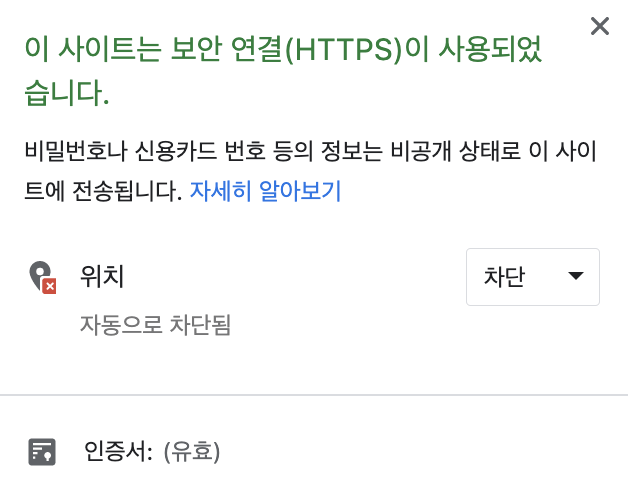 이 사이트는 보안 연결(HTTPS)이 사용되었
습니다.
비밀번호나 신용카드 번호 등의 정보는 비공개 상태로 이 사이
트에 전송됩니다. 자세히 알아보기
위치
차단
자동으로 차단됨
인증서: (유효)